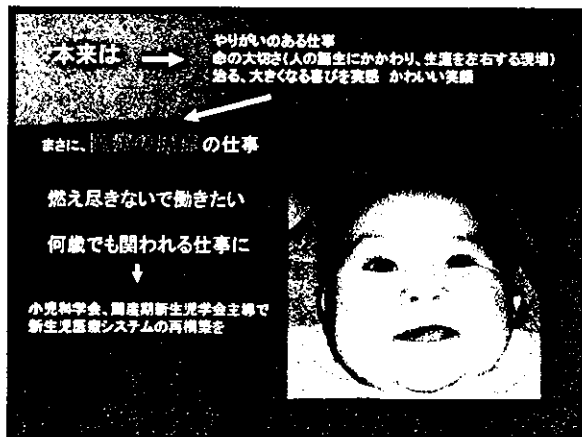 本来は → やりがいのある仕事
命の大切さ(人の誕生にかかわり、生涯を左右する現場)
治る、大きくなる喜びを実感 かわいい笑顔
まさに、 の仕事
燃え尽きないで働きたい
何歳でも関われる仕事に
小児科学会、周産期新生児学会主導で
新生児医療システムの再構築を